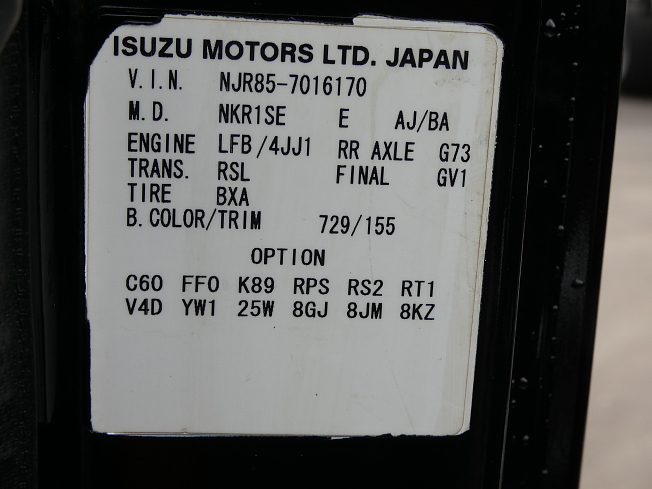 ISUZU MOTORS LTD. JAPAN
V.I.N. NJR85-7016170
M.D. NKR1SE E AJ/BA
ENGINE LFB/4JJ1 RR AXLE G73
TRANS. RSL FINAL GV1
TIRE BXA
B.COLOR/TRIM 729/155
OPTION
C60 FF0 K89 RPS RS2 RT1
V4D YW1 25W 8GJ 8JM 8KZ